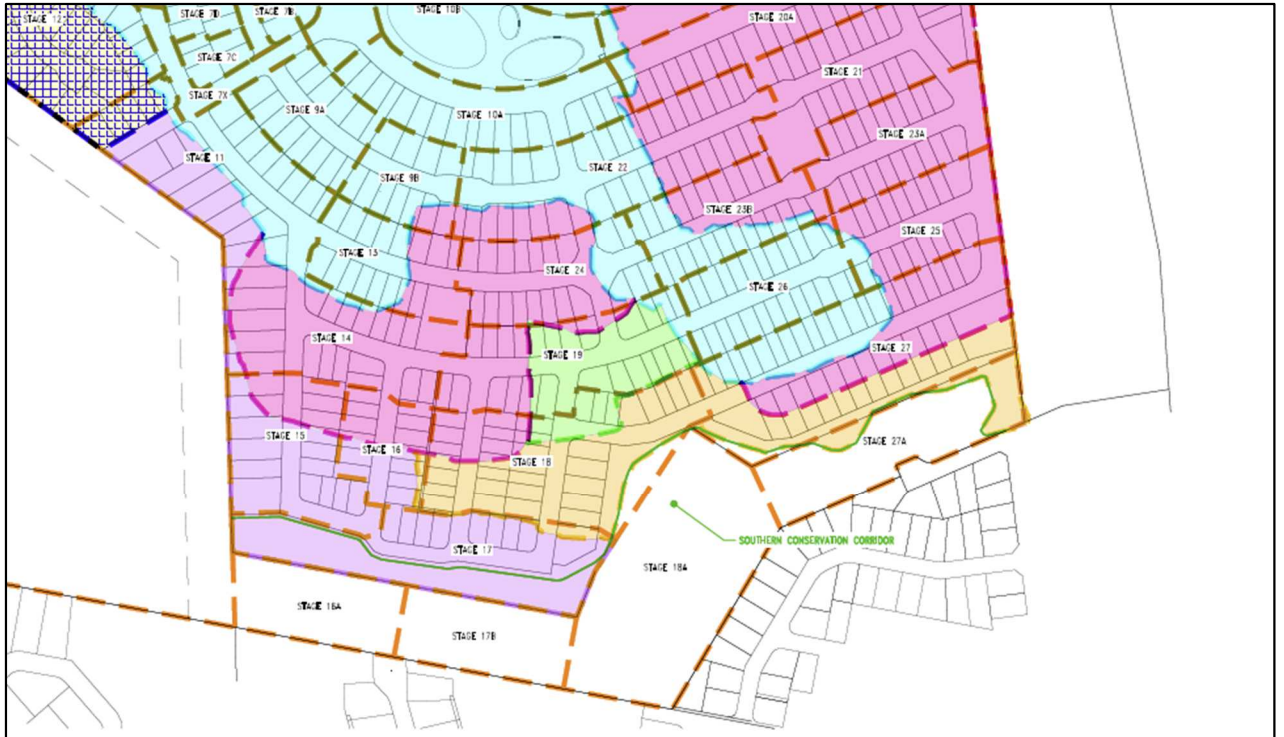 STAGE 12
STAGE 7D
STAGE 7B
STAGE 10B
STAGE 20A
STAGE 7C
STAGE 21
STAGE 7X
STAGE 9A
STAGE 10A
STAGE 23A
STAGE 11
STAGE 22
STAGE 9B
STAGE 23B
STAGE 25
STAGE 13
STAGE 24
STAGE 26
STAGE 14
STAGE 19
STAGE 27
STAGE 15
STAGE 16
STAGE 18
STAGE 27A
SOUTHERN CONSERVATION CORRIDOR
STAGE 17
STAGE 18A
STAGE 16A
STAGE 17B